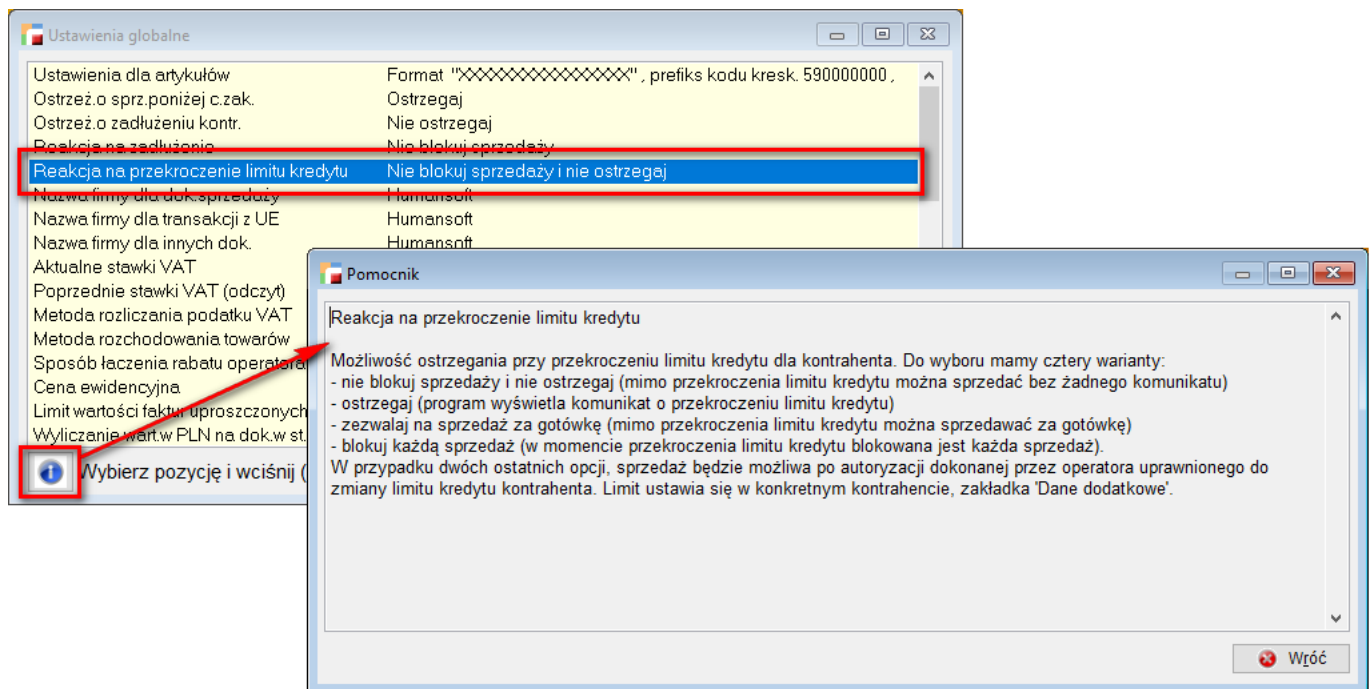 Ustawienia globalne
Ustawienia dla artykułów Format "XXXXXXXXXXXXXXX" , prefiks kodu kresk. 590000000 ,
Ostrzeż.o sprz.poniżej c.zak. Ostrzegaj
Ostrzeż.o zadłużeniu kontr. Nie ostrzegaj
Reakcja na zadłużenie Nie blokuj sprzedaży
Reakcja na przekroczenie limitu kredytu Nie blokuj sprzedaży i nie ostrzegaj
Nazwa firmy dla dok.sprzedaży Humansoft
Nazwa firmy dla transakcji z UE Humansoft
Nazwa firmy dla innych dok. Humansoft
Aktualne stawki VAT
Poprzednie stawki VAT (odczyt)
Metoda rozliczania podatku VAT
Metoda rozchodowania towarów
Sposób łaczenia rabatu operatora
Cena ewidencyjna
Limit wartości faktur uproszczonych
Wyliczanie wart.w PLN na dok.w st.
Wybierz pozycję i wciśnij (
Pomocnik
Reakcja na przekroczenie limitu kredytu
Możliwość ostrzegania przy przekroczeniu limitu kredytu dla kontrahenta. Do wyboru mamy cztery warianty:
- nie blokuj sprzedaży i nie ostrzegaj (mimo przekroczenia limitu kredytu można sprzedać bez żadnego komunikatu)
- ostrzegaj (program wyświetla komunikat o przekroczeniu limitu kredytu)
- zezwalaj na sprzedaż za gotówkę (mimo przekroczenia limitu kredytu można sprzedawać za gotówkę)
- blokuj każdą sprzedaż (w momencie przekroczenia limitu kredytu blokowana jest każda sprzedaż).
W przypadku dwóch ostatnich opcji, sprzedaż będzie możliwa po autoryzacji dokonanej przez operatora uprawnionego do
zmiany limitu kredytu kontrahenta. Limit ustawia się w konkretnym kontrahencie, zakładka 'Dane dodatkowe'.
Wróć